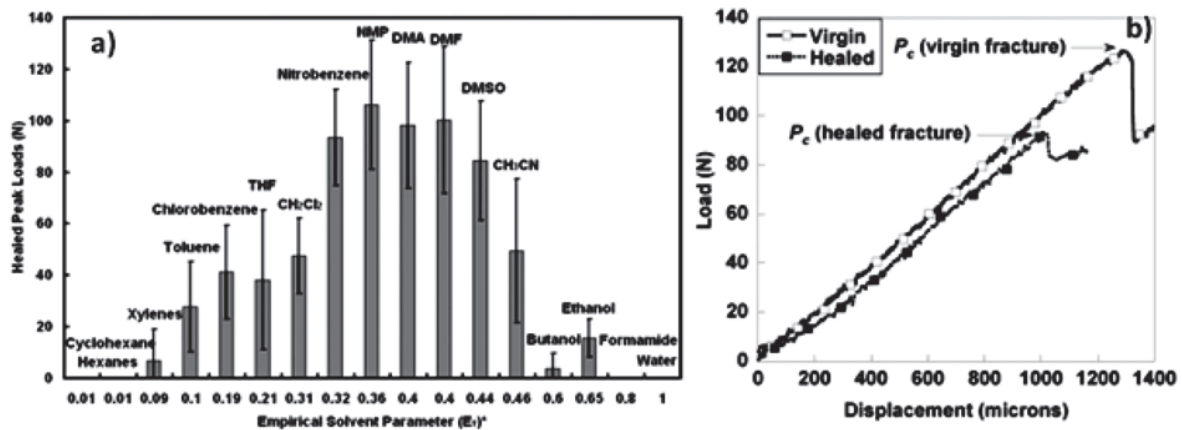 a)
Healed Peak Loads (N)
140
120
100
80
60
40
20
0
Cyclohexane
Hexanes
Xylenes
Toluene
Chlorobenzene
THF
CH₂Cl₂
Nitrobenzene
NMP
DMA
DMF
DMSO
CH₃CN
Butanol
Ethanol
Formamide
Water
0.01 0.01 0.09 0.1 0.19 0.21 0.31 0.32 0.36 0.4 0.4 0.44 0.46 0.6 0.65 0.8 1
Empirical Solvent Parameter (Eₜ)*
b)
Virgin
Healed
Pc (virgin fracture)
Pc (healed fracture)
Load (N)
140
120
100
80
60
40
20
0
0 200 400 600 800 1000 1200 1400
Displacement (microns)